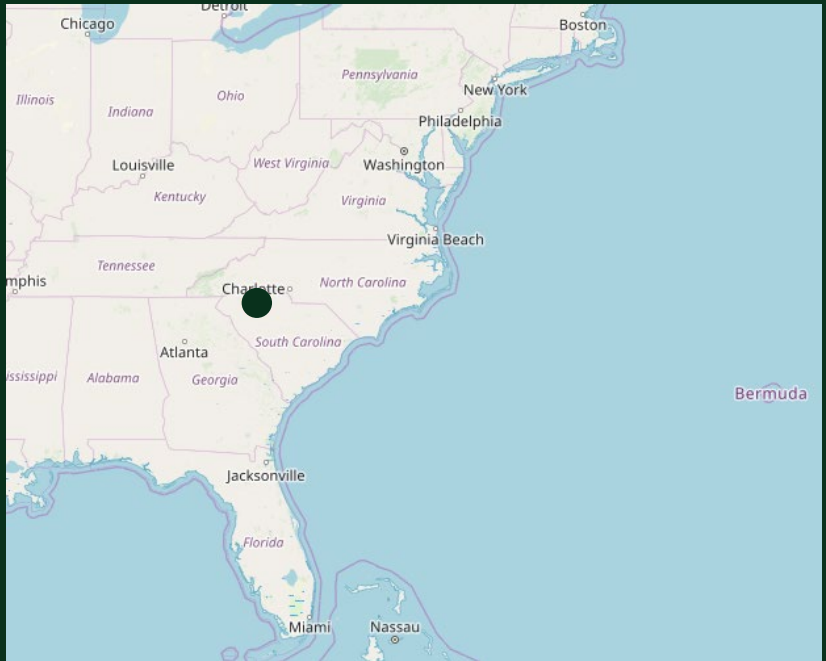 Detroit
Chicago
Boston
Pennsylvania
New York
Illinois
Ohio
Indiana
Philadelphia
Louisville
West Virginia
Washington
Kentucky
Virginia
Virginia Beach
Tennessee
mphis
Charlotte
North Carolina
South Carolina
Atlanta
ississippi
Alabama
Georgia
Bermuda
Jacksonville
Florida
Miami
Nassau